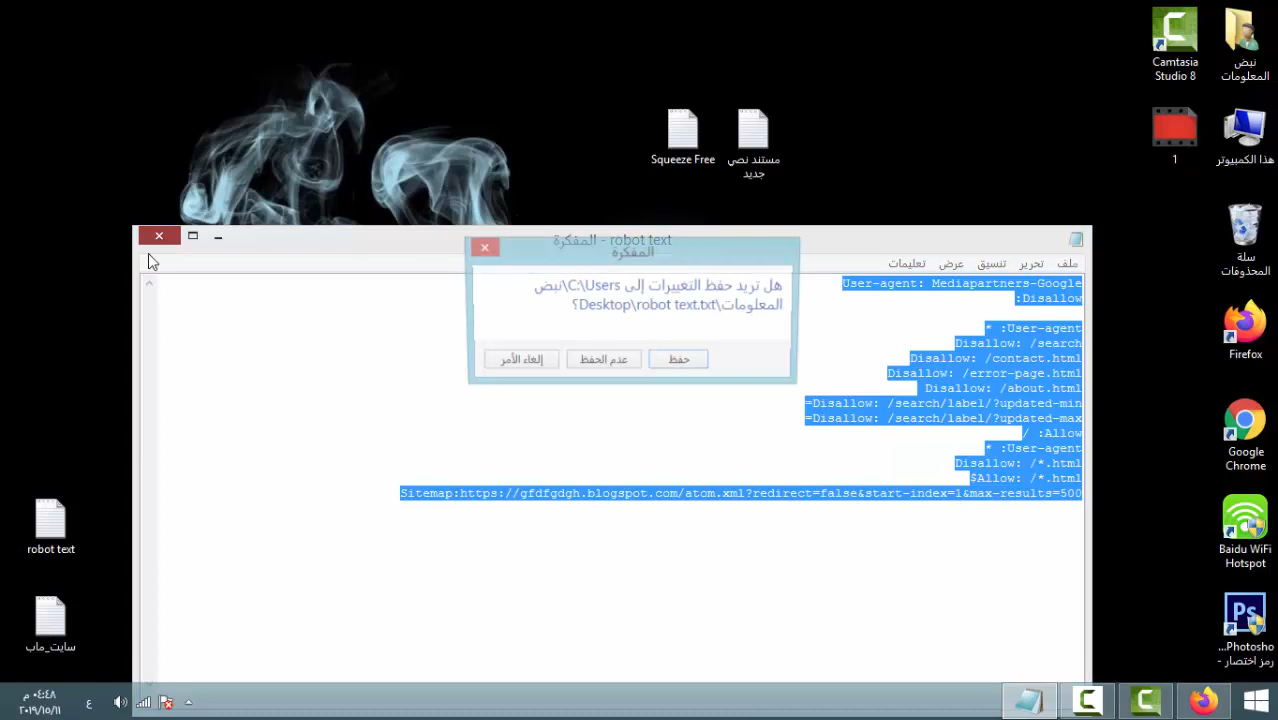 Camtasia Studio 8
نبض المعلومات
Squeeze Free
مستند نصي جديد
1
هذا الكمبيوتر
سلة المحذوفات
Firefox
Google Chrome
Baidu WiFi Hotspot
Ps
Photosho...
رمز اختصار -
robot text
سايت_ماب
robot text - المفكرة
ملف
تحرير
تنسيق
عرض
تعليمات
المفكرة
هل تريد حفظ التغييرات إلى C:\Users\نبض
المعلومات\Desktop\robot text.txt؟
حفظ
عدم الحفظ
إلغاء الأمر
User-agent: Mediapartners-Google
Disallow:
User-agent: *
Disallow: /search
Disallow: /contact.html
Disallow: /error-page.html
Disallow: /about.html
Disallow: /search/label/?updated-min=
Disallow: /search/label/?updated-max=
Allow: /
User-agent: *
Disallow: /*.html
Allow: /*.html$
Sitemap:https://gfdfgdgh.blogspot.com/atom.xml?redirect=false&start-index=1&max-results=500
ع
٠٤:٤٨ م